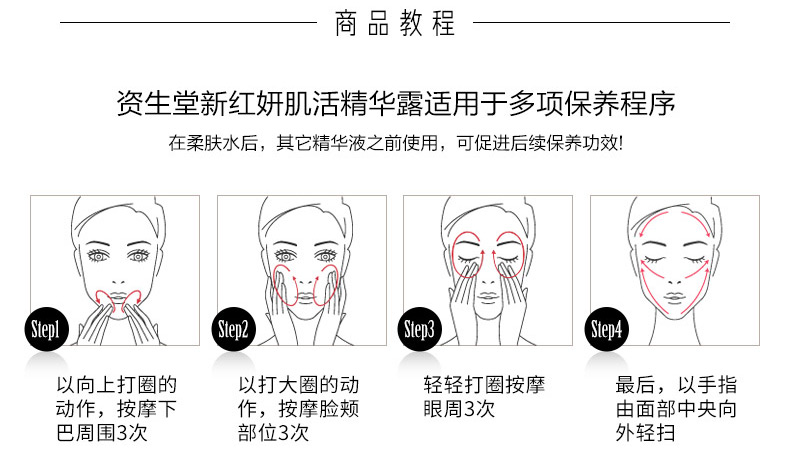 商品教程
资生堂新红妍肌活精华露适用于多项保养程序
在柔肤水后，其它精华液之前使用，可促进后续保养功效!
Step1
Step2
Step3
Step4
以向上打圈的
动作，按摩下
巴周围3次
以打大圈的动
作，按摩脸颊
部位3次
轻轻打圈按摩
眼周3次
最后，以手指
由面部中央向
外轻扫